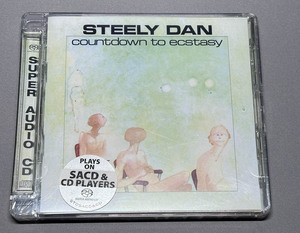 STEELY DAN
countdown to ecstasy
SUPER AUDIO CD
PLAYS
ON
SACD &
CD PLAYERS